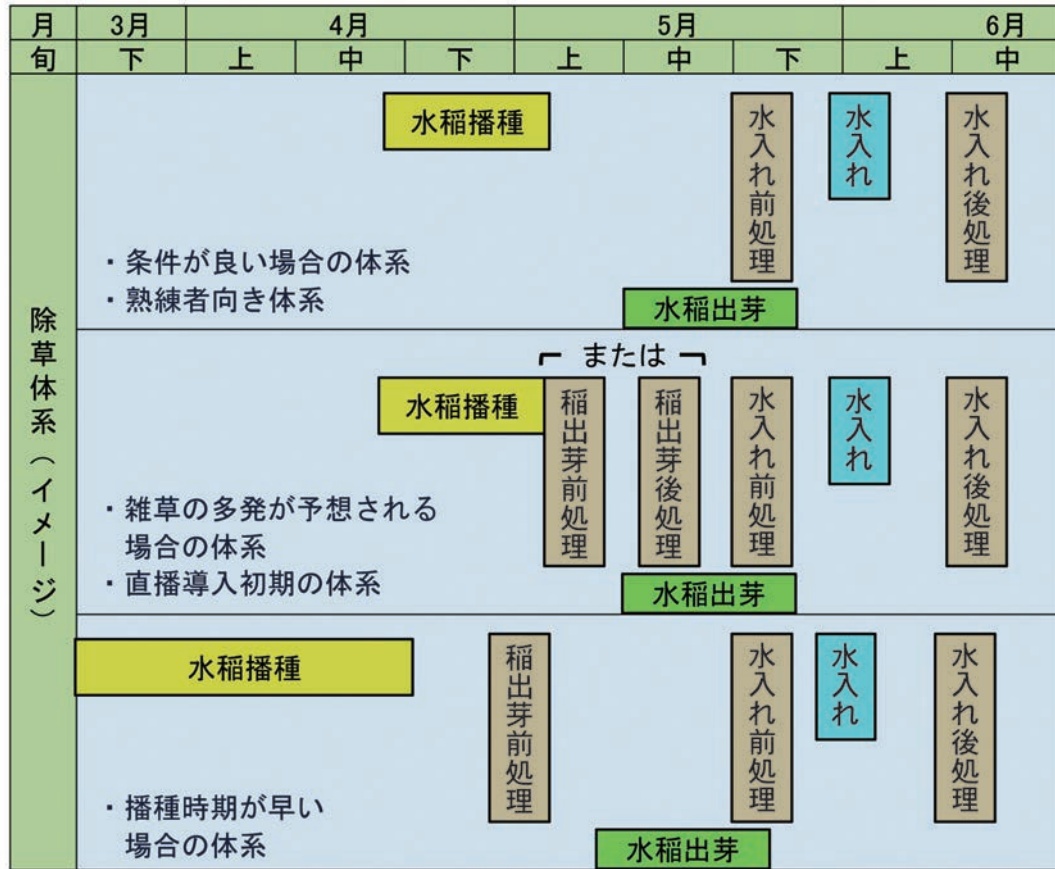 月 3月 4月 5月 6月
旬 下 上 中 下 上 中 下 上 中
除草体系（イメージ）
水稲播種
水入れ前処理
水入れ
水入れ後処理
・条件が良い場合の体系
・熟練者向き体系
水稲出芽
または
水稲播種
稲出芽前処理
稲出芽後処理
水入れ前処理
水入れ
水入れ後処理
・雑草の多発が予想される
場合の体系
・直播導入初期の体系
水稲出芽
水稲播種
稲出芽前処理
水入れ前処理
水入れ
水入れ後処理
・播種時期が早い
場合の体系
水稲出芽